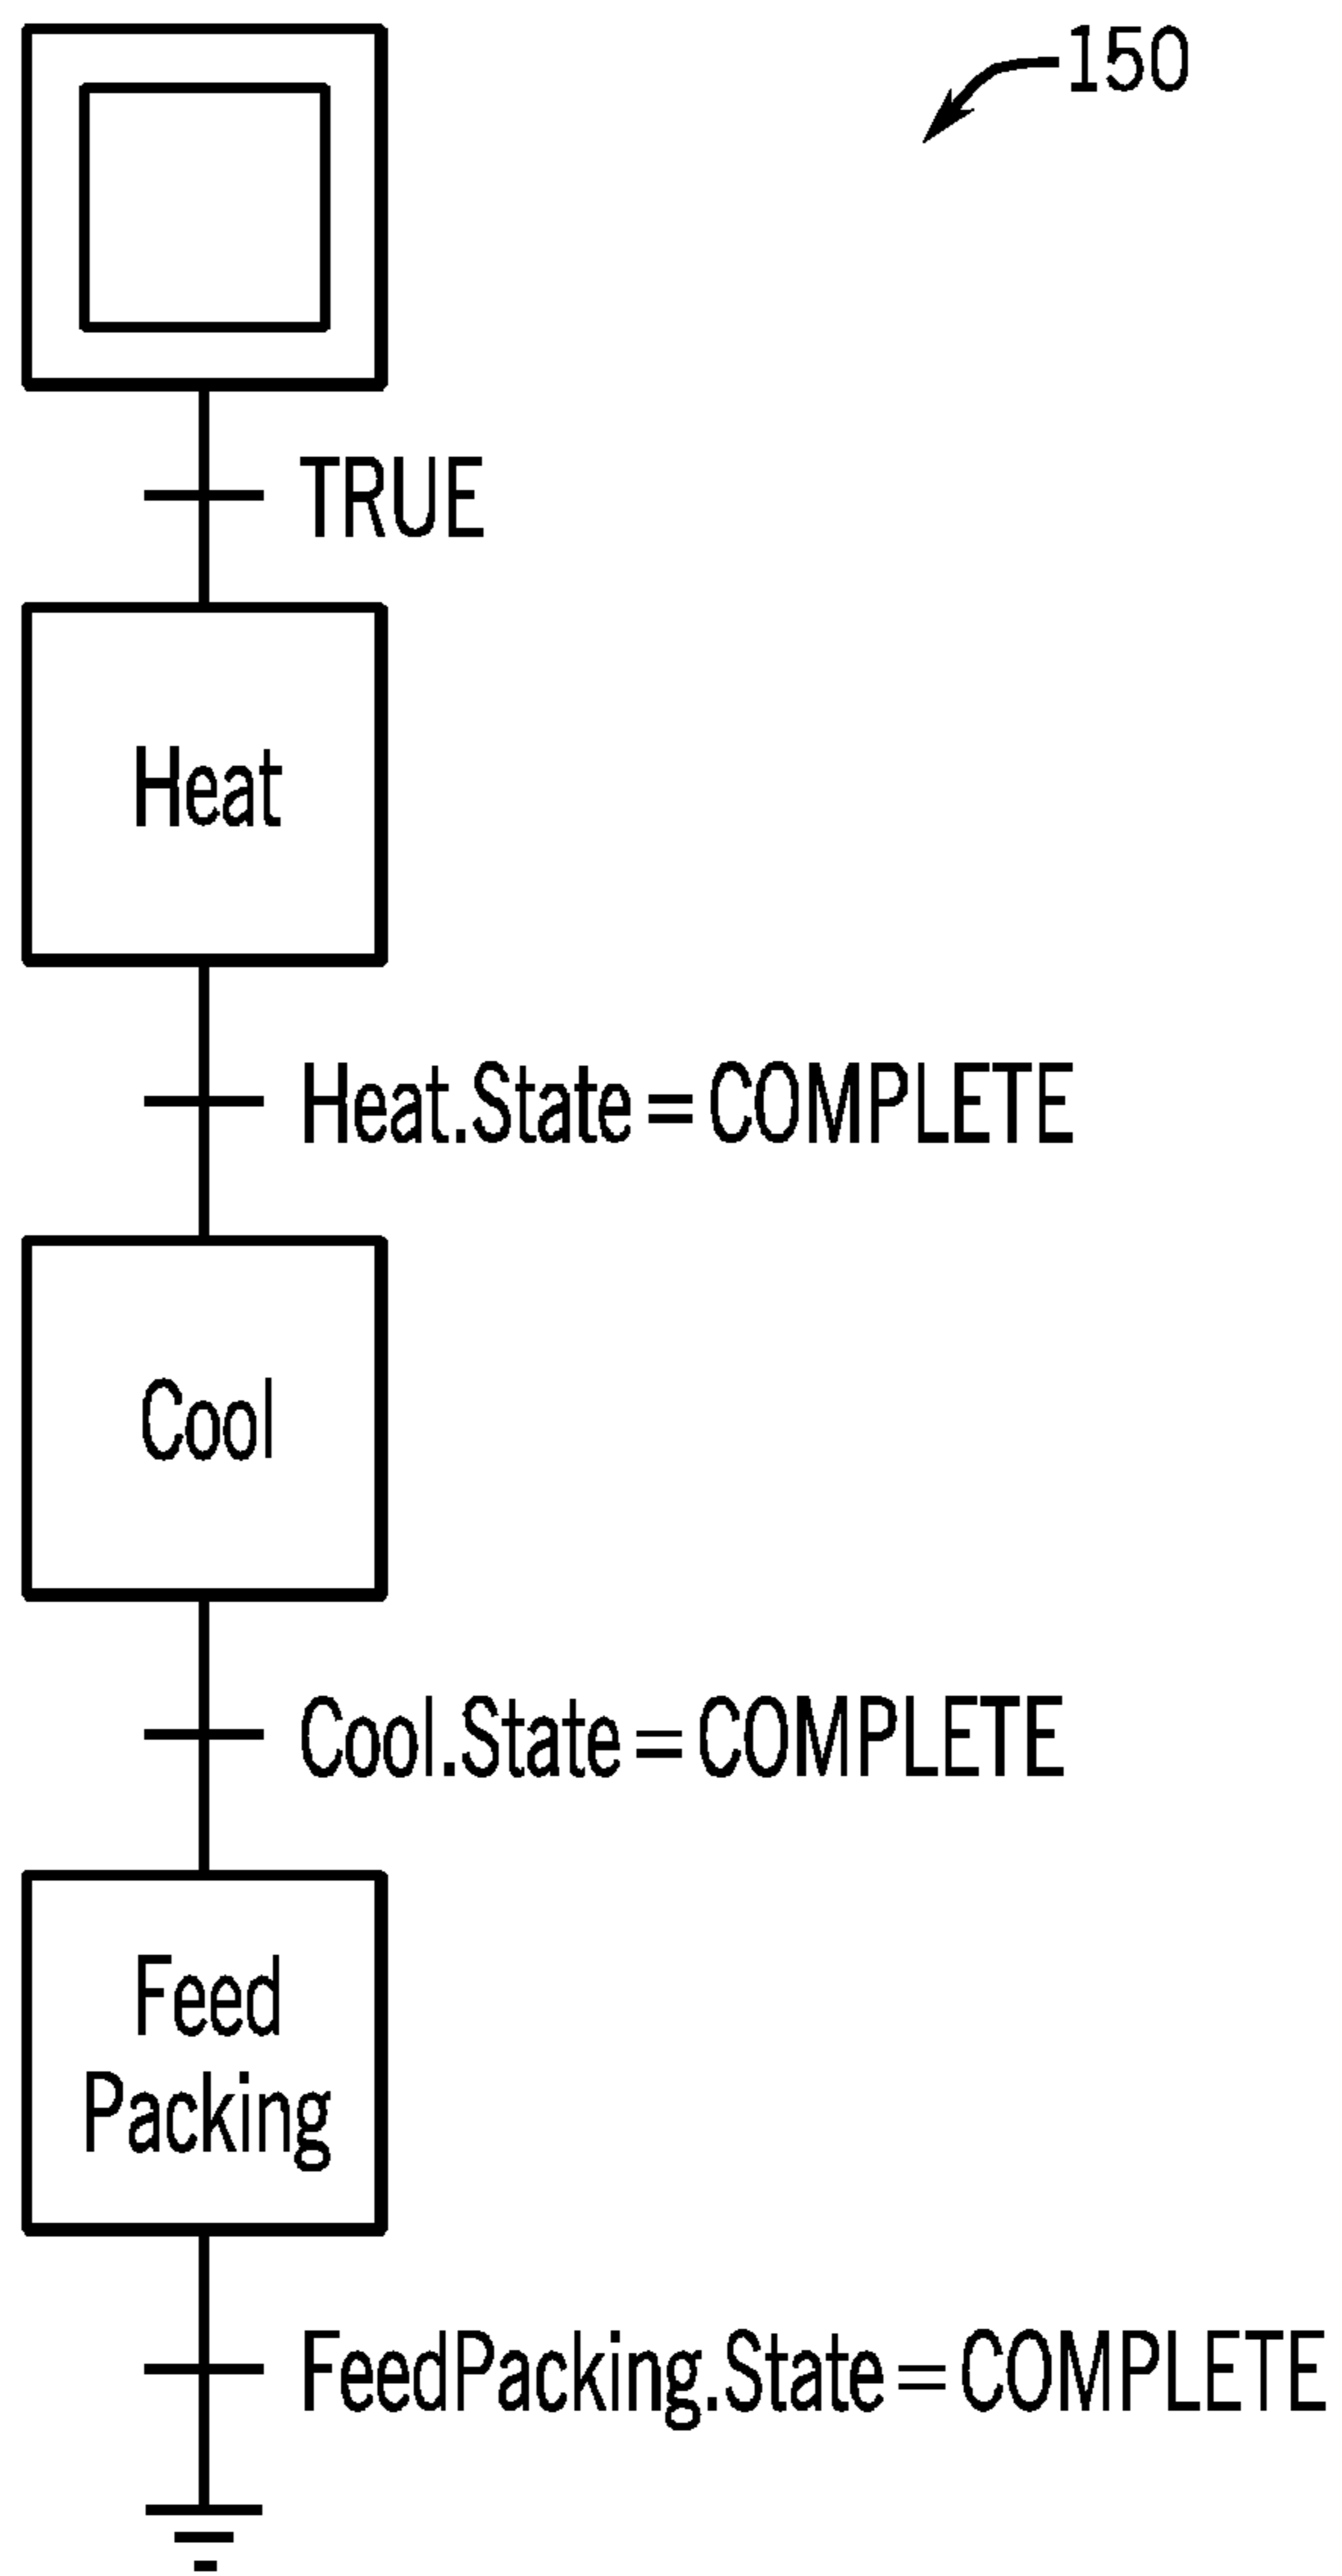 150
TRUE
Heat
Heat.State = COMPLETE
Cool
Cool.State = COMPLETE
Feed
Packing
FeedPacking.State = COMPLETE